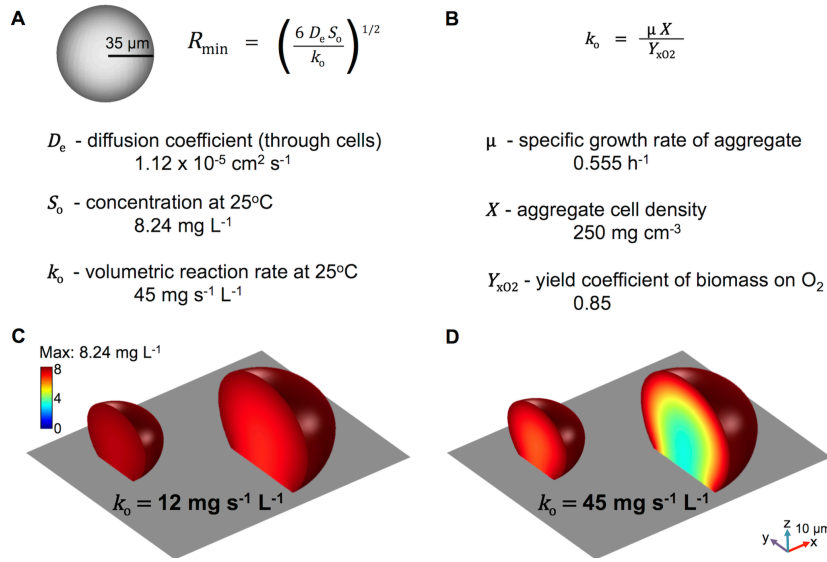 A
35 µm
R_min = (6 D_e S_o / k_o)^1/2
D_e - diffusion coefficient (through cells)
1.12 x 10⁻⁵ cm² s⁻¹
S_o - concentration at 25°C
8.24 mg L⁻¹
k_o - volumetric reaction rate at 25°C
45 mg s⁻¹ L⁻¹
B
k_o = μ X / Y_xO2
μ - specific growth rate of aggregate
0.555 h⁻¹
X - aggregate cell density
250 mg cm⁻³
Y_xO2 - yield coefficient of biomass on O₂
0.85
C
Max: 8.24 mg L⁻¹
8
4
0
k_o = 12 mg s⁻¹ L⁻¹
D
k_o = 45 mg s⁻¹ L⁻¹
z
10 µm
y
x